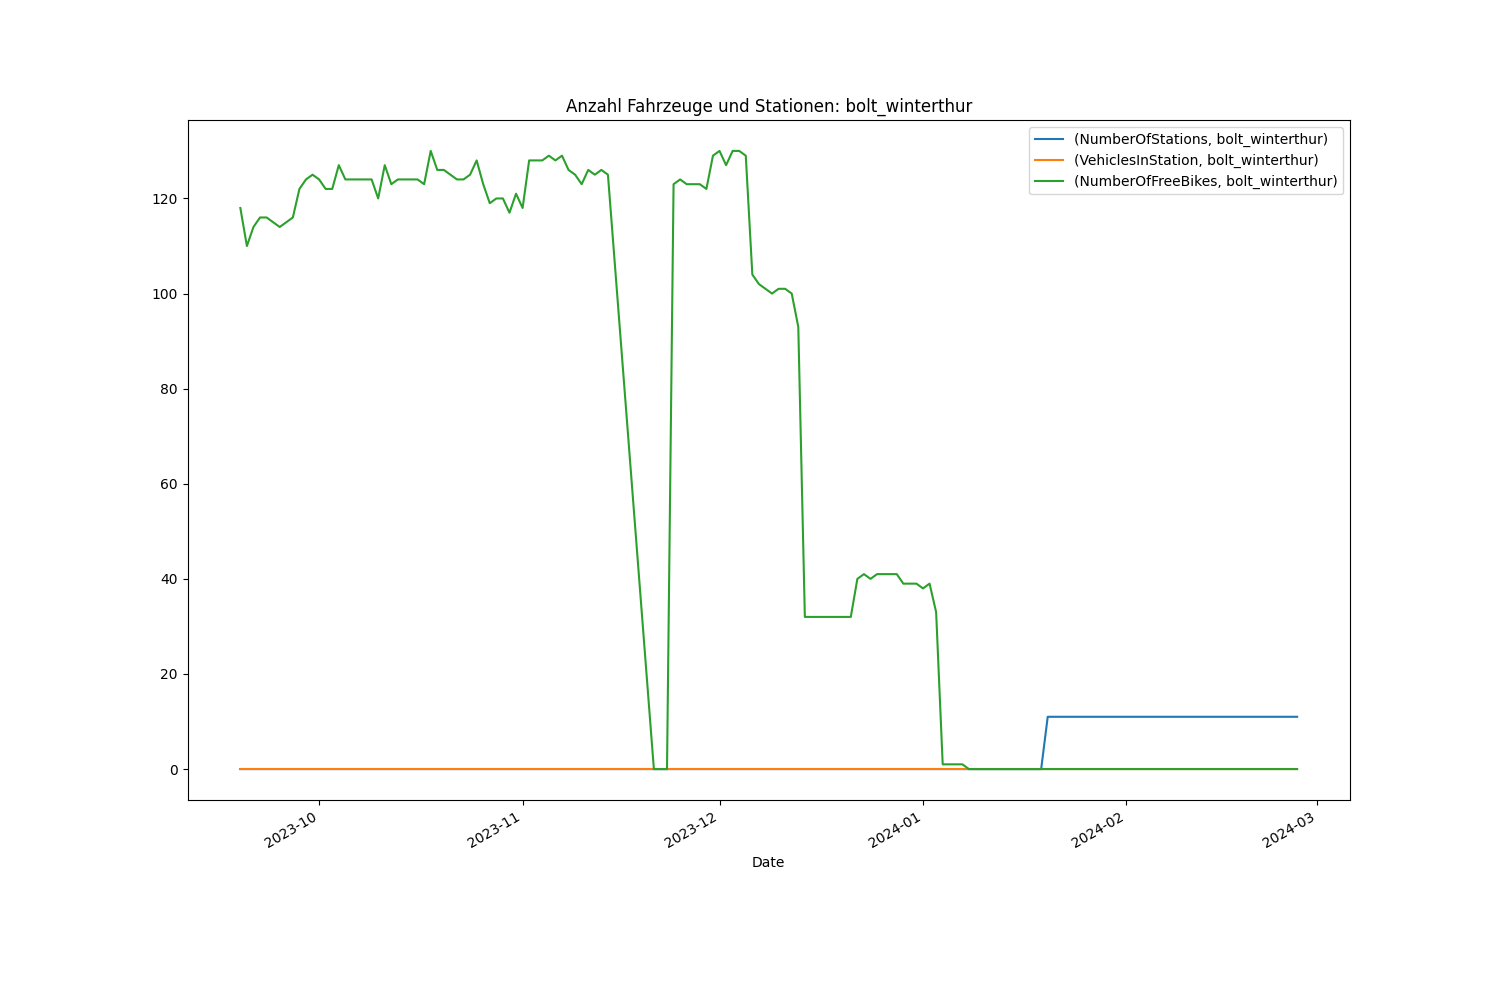 Anzahl Fahrzeuge und Stationen: bolt_winterthur
(NumberOfStations, bolt_winterthur)
(VehiclesInStation, bolt_winterthur)
(NumberOfFreeBikes, bolt_winterthur)
120
100
80
60
40
20
0
2023-10
2023-11
2023-12
2024-01
2024-02
2024-03
Date